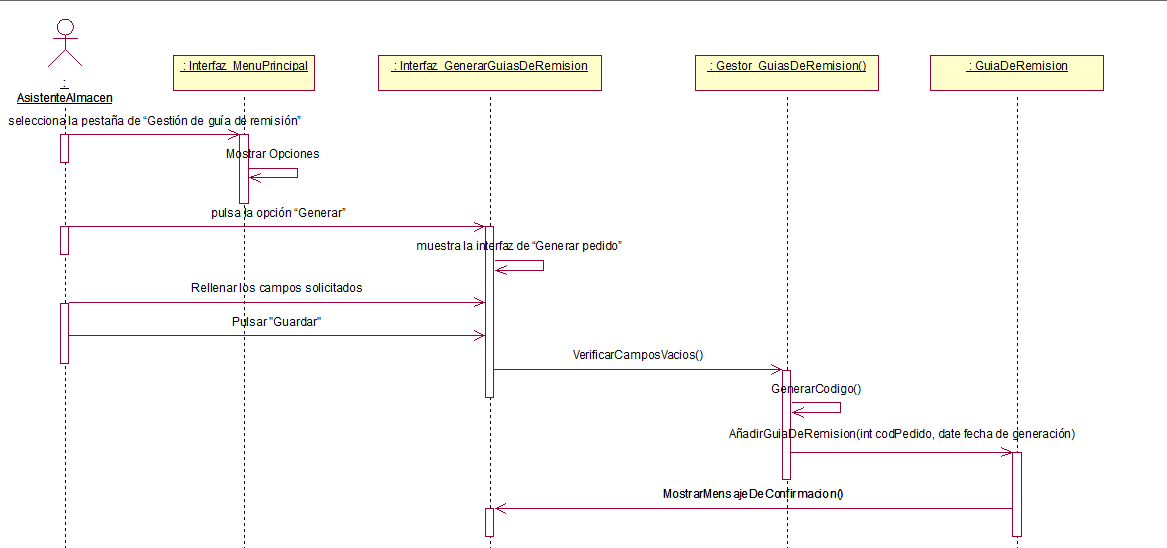 : Interfaz_MenuPrincipal
: Interfaz_GenerarGuiasDeRemision
: Gestor_GuiasDeRemision()
: GuiaDeRemision
:
AsistenteAlmacen
selecciona la pestaña de “Gestión de guía de remisión”
Mostrar Opciones
pulsa la opción “Generar”
muestra la interfaz de “Generar pedido”
Rellenar los campos solicitados
Pulsar "Guardar"
VerificarCamposVacios()
GenerarCodigo()
AñadirGuiaDeRemision(int codPedido, date fecha de generación)
MostrarMensajeDeConfirmacion()